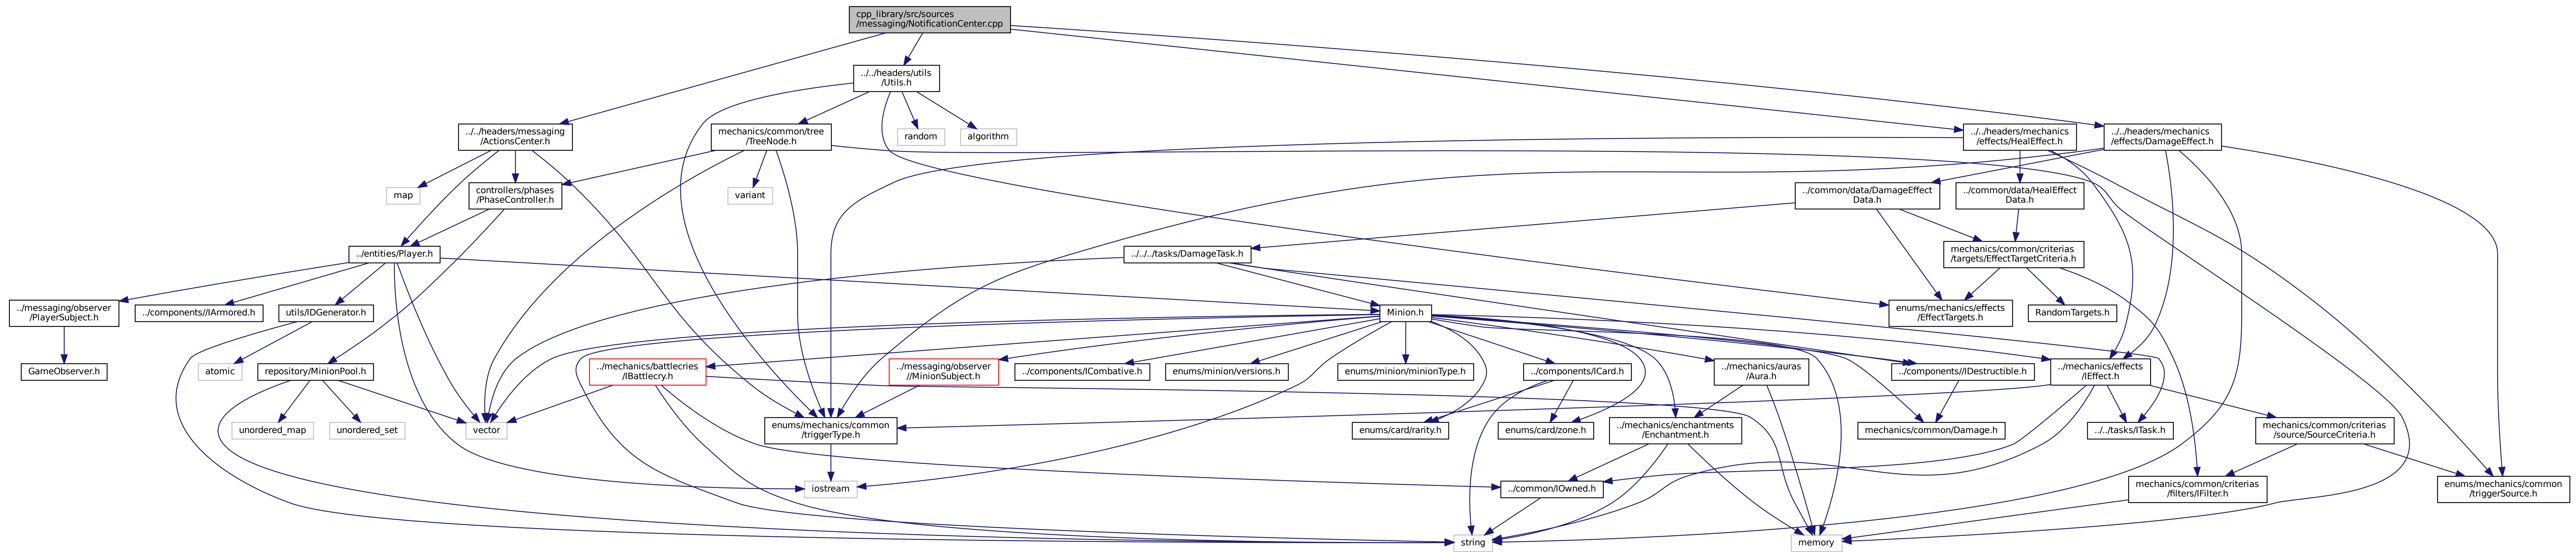 cpp_library/src/sources
/messaging/NotificationCenter.cpp
../../headers/utils
/Utils.h
../../headers/messaging
/ActionsCenter.h
mechanics/common/tree
/TreeNode.h
random
algorithm
../../headers/mechanics
/effects/HealEffect.h
../../headers/mechanics
/effects/DamageEffect.h
map
controllers/phases
/PhaseController.h
variant
../common/data/DamageEffect
Data.h
../common/data/HealEffect
Data.h
../entities/Player.h
../../../tasks/DamageTask.h
mechanics/common/criterias
/targets/EffectTargetCriteria.h
../messaging/observer
/PlayerSubject.h
../components//IArmored.h
utils/IDGenerator.h
Minion.h
enums/mechanics/effects
/EffectTargets.h
RandomTargets.h
GameObserver.h
atomic
repository/MinionPool.h
../mechanics/battlecries
/IBattlecry.h
../messaging/observer
//MinionSubject.h
../components/ICombative.h
enums/minion/versions.h
enums/minion/minionType.h
../components/ICard.h
../mechanics/auras
/Aura.h
../components//IDestructible.h
../mechanics/effects
/IEffect.h
unordered_map
unordered_set
vector
enums/mechanics/common
/triggerType.h
enums/card/rarity.h
enums/card/zone.h
../mechanics/enchantments
/Enchantment.h
mechanics/common/Damage.h
../../tasks/ITask.h
mechanics/common/criterias
/source/SourceCriteria.h
iostream
../common/IOwned.h
mechanics/common/criterias
/filters/IFilter.h
enums/mechanics/common
/triggerSource.h
string
memory